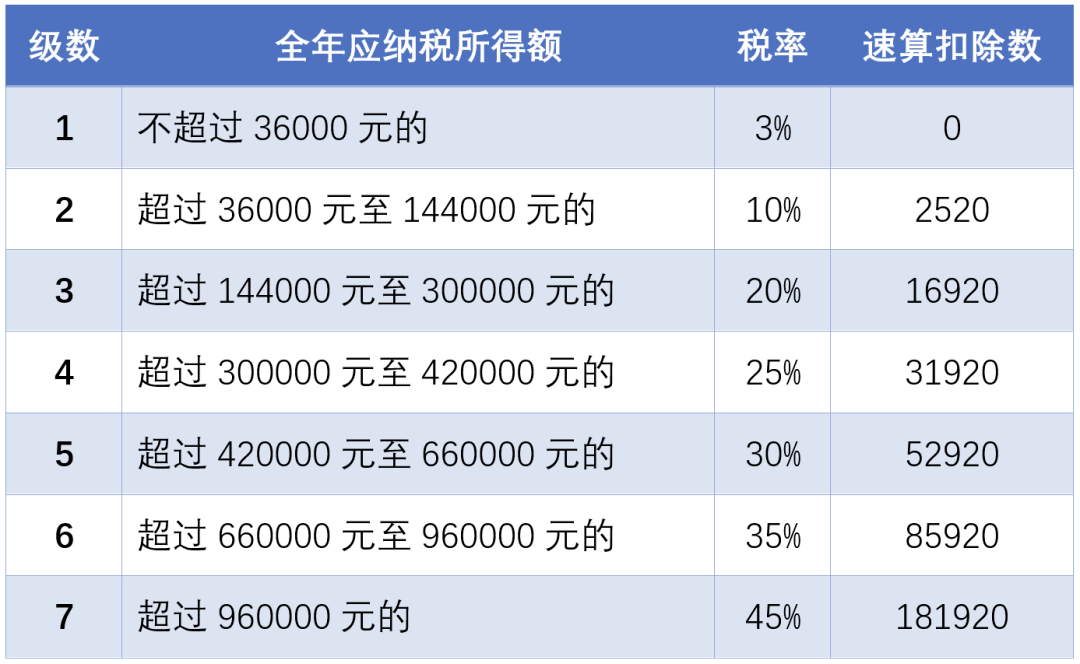 级数 全年应纳税所得额 税率 速算扣除数
1 不超过 36000 元的 3% 0
2 超过 36000 元至 144000 元的 10% 2520
3 超过 144000 元至 300000 元的 20% 16920
4 超过 300000 元至 420000 元的 25% 31920
5 超过 420000 元至 660000 元的 30% 52920
6 超过 660000 元至 960000 元的 35% 85920
7 超过 960000 元的 45% 181920